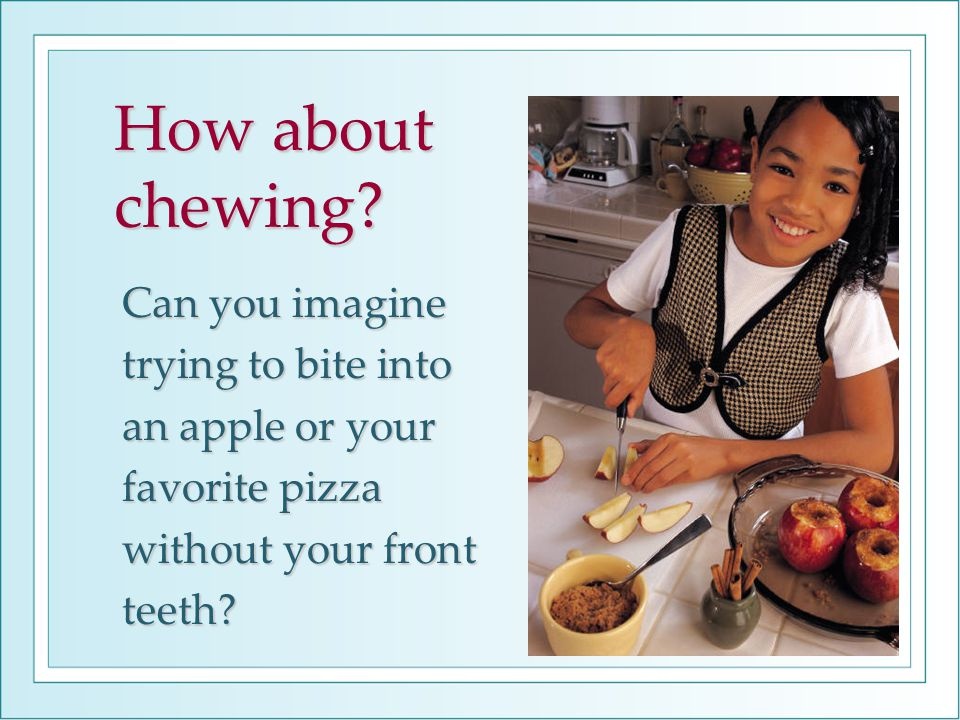 How about
chewing?
Can you imagine
trying to bite into
an apple or your
favorite pizza
without your front
teeth?